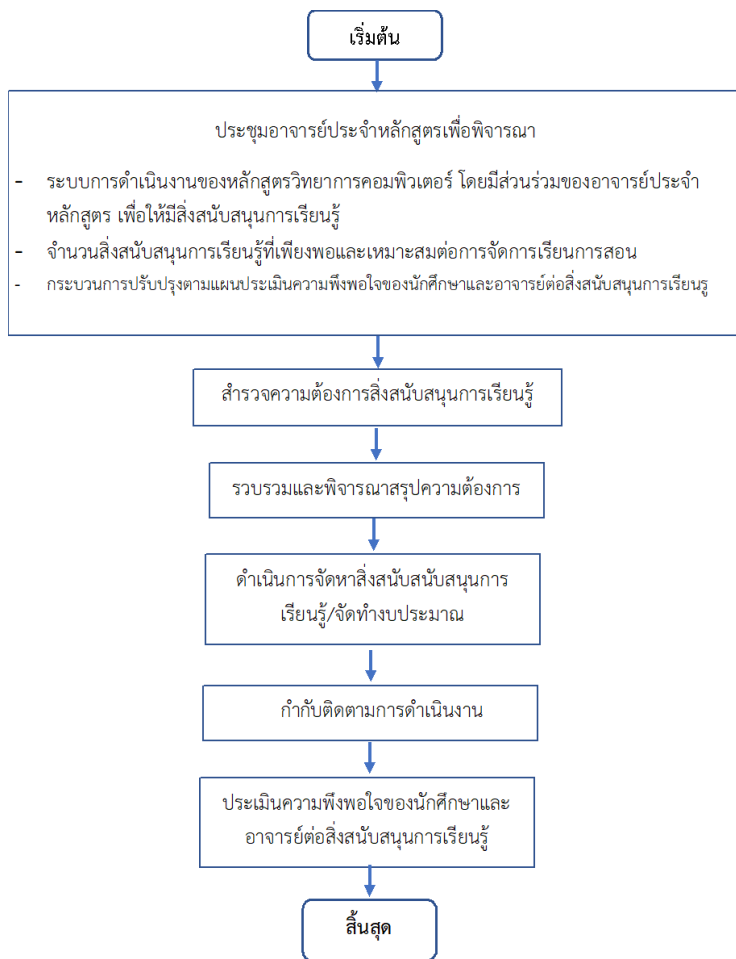 เริ่มต้น
ประชุมอาจารย์ประจำหลักสูตรเพื่อพิจารณา
- ระบบการดำเนินงานของหลักสูตรวิทยาการคอมพิวเตอร์ โดยมีส่วนร่วมของอาจารย์ประจำ
หลักสูตร เพื่อให้มีสิ่งสนับสนุนการเรียนรู้
- จำนวนสิ่งสนับสนุนการเรียนรู้ที่เพียงพอและเหมาะสมต่อการจัดการเรียนการสอน
- กระบวนการปรับปรุงตามแผนประเมินความพึงพอใจของนักศึกษาและอาจารย์ต่อสิ่งสนับสนุนการเรียนรู
สำรวจความต้องการสิ่งสนับสนุนการเรียนรู้
รวบรวมและพิจารณาสรุปความต้องการ
ดำเนินการจัดหาสิ่งสนับสนับสนุนการ
เรียนรู้/จัดทำงบประมาณ
กำกับติดตามการดำเนินงาน
ประเมินความพึงพอใจของนักศึกษาและ
อาจารย์ต่อสิ่งสนับสนุนการเรียนรู้
สิ้นสุด